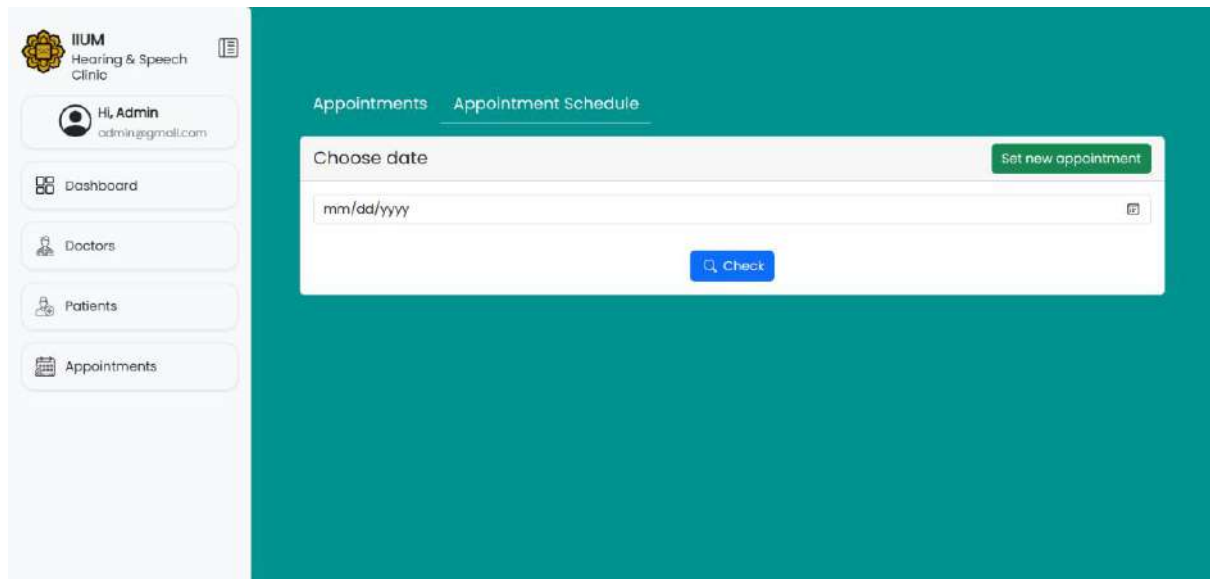 IIUM
Hearing & Speech
Clinic
Hi, Admin
admin@gmail.com
Dashboard
Doctors
Patients
Appointments
Appointments Appointment Schedule
Choose date Set new appointment
mm/dd/yyyy
Check